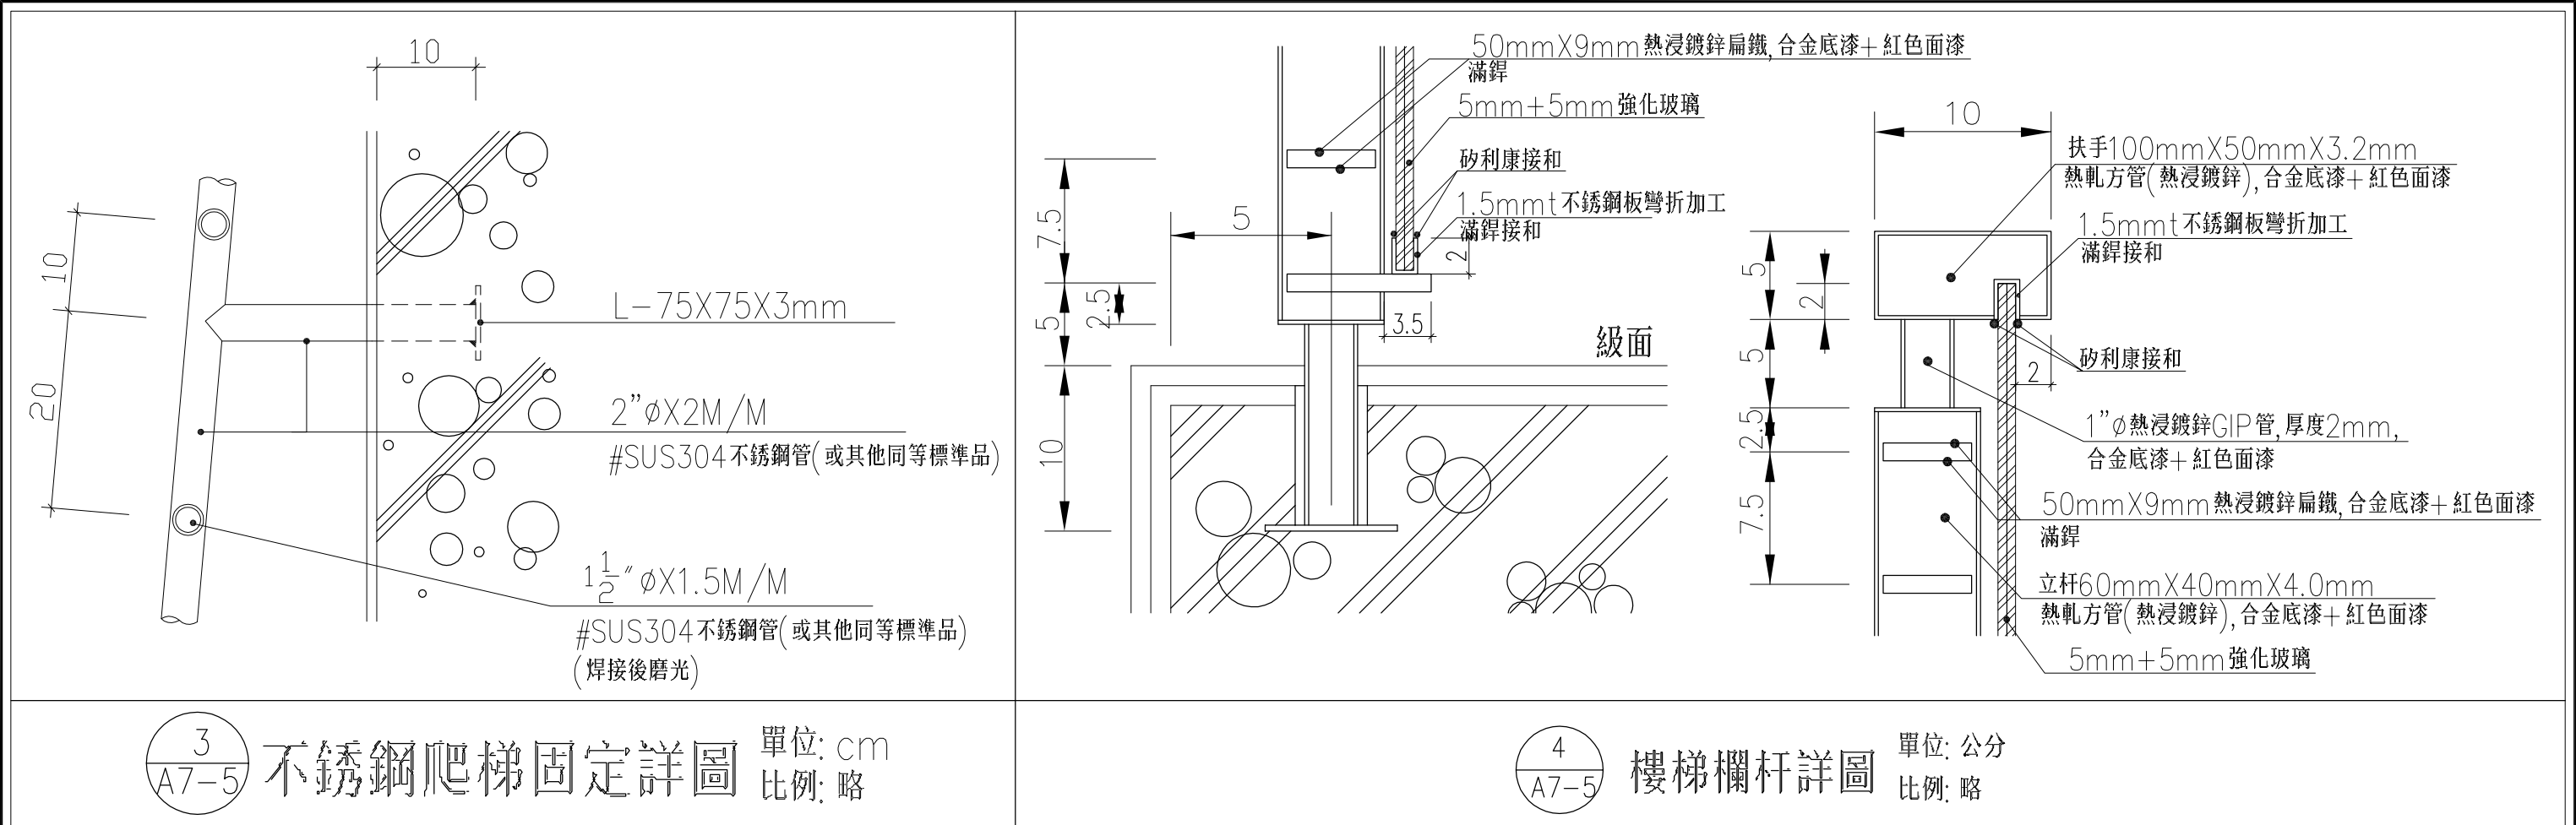 10
10
20
L-75X75X3mm
2"øX2M/M
#SUS304不銹鋼管(或其他同等標準品)
1 1/2"øX1.5M/M
#SUS304不銹鋼管(或其他同等標準品)
(焊接後磨光)
3
A7-5
不銹鋼爬梯固定詳圖
單位: cm
比例: 略
50mmX9mm熱浸鍍鋅扁鐵,合金底漆+紅色面漆
滿銲
5mm+5mm強化玻璃
矽利康接和
1.5mmt不銹鋼板彎折加工
滿銲接和
7.5
5
2.5
10
5
2
3.5
級面
10
扶手100mmX50mmX3.2mm
熱軋方管(熱浸鍍鋅),合金底漆+紅色面漆
1.5mmt不銹鋼板彎折加工
滿銲接和
矽利康接和
1"ø熱浸鍍鋅GIP管,厚度2mm,
合金底漆+紅色面漆
50mmX9mm熱浸鍍鋅扁鐵,合金底漆+紅色面漆
滿銲
立杆60mmX40mmX4.0mm
熱軋方管(熱浸鍍鋅),合金底漆+紅色面漆
5mm+5mm強化玻璃
5
2
5
2
2.5
7.5
4
A7-5
樓梯欄杆詳圖
單位: 公分
比例: 略